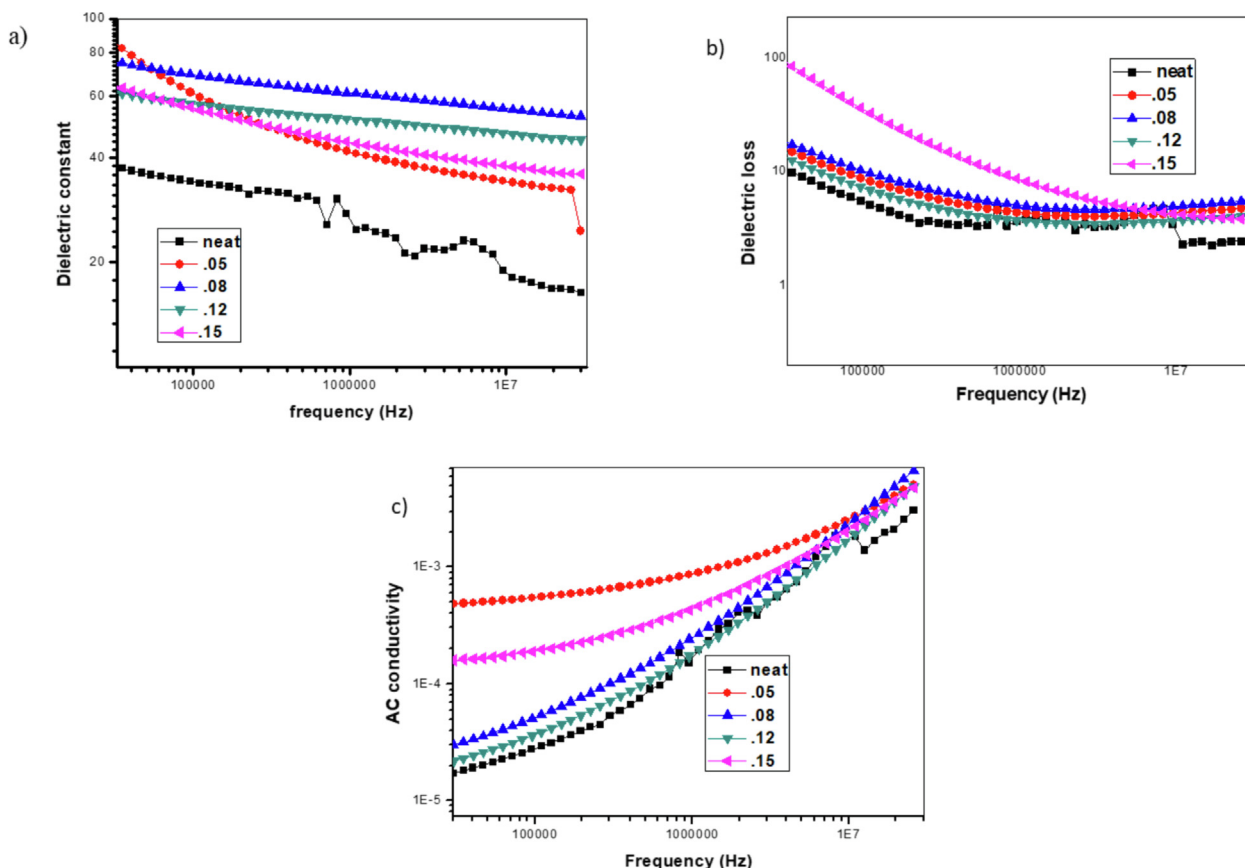 a)
100
80
60
40
20
Dielectric constant
neat
.05
.08
.12
.15
100000
1000000
1E7
frequency (Hz)
b)
100
10
1
Dielectric loss
neat
.05
.08
.12
.15
100000
1000000
1E7
Frequency (Hz)
c)
1E-3
1E-4
1E-5
AC conductivity
neat
.05
.08
.12
.15
100000
1000000
1E7
Frequency (Hz)